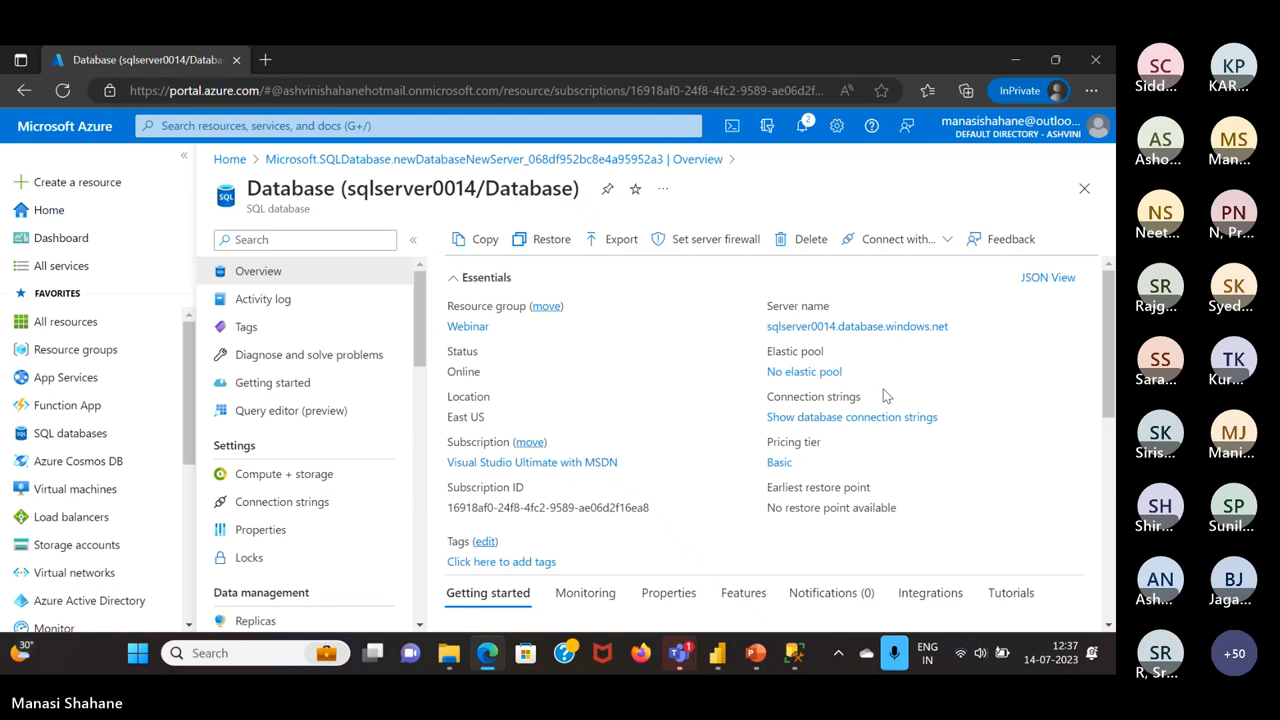 Database (sqlserver0014/Databa
https://portal.azure.com/#@ashvinishahanehotmail.onmicrosoft.com/resource/subscriptions/16918af0-24f8-4fc2-9589-ae06d2f...
InPrivate
Microsoft Azure
Search resources, services, and docs (G+/)
2
manasishahane@outloo...
DEFAULT DIRECTORY - ASHVINI
Home > Microsoft.SQLDatabase.newDatabaseNewServer_068df952bc8e4a95952a3 | Overview >
Create a resource
Home
Dashboard
All services
FAVORITES
All resources
Resource groups
App Services
Function App
SQL databases
Azure Cosmos DB
Virtual machines
Load balancers
Storage accounts
Virtual networks
Azure Active Directory
Monitor
SQL
Database (sqlserver0014/Database)
SQL database
Search
Overview
Activity log
Tags
Diagnose and solve problems
Getting started
Query editor (preview)
Settings
Compute + storage
Connection strings
Properties
Locks
Data management
Replicas
Copy
Restore
Export
Set server firewall
Delete
Connect with...
Feedback
Essentials
JSON View
Resource group (move)
Webinar
Status
Online
Location
East US
Subscription (move)
Visual Studio Ultimate with MSDN
Subscription ID
16918af0-24f8-4fc2-9589-ae06d2f16ea8
Tags (edit)
Click here to add tags
Server name
sqlserver0014.database.windows.net
Elastic pool
No elastic pool
Connection strings
Show database connection strings
Pricing tier
Basic
Earliest restore point
No restore point available
Getting started
Monitoring
Properties
Features
Notifications (0)
Integrations
Tutorials
30°
Search
1
ENG
IN
12:37
14-07-2023
Manasi Shahane
SC
Sidd...
KP
KAR...
AS
Asho...
MS
Man...
NS
Neet...
PN
N, Pr...
SR
Rajg...
SK
Syed...
SS
Sara...
TK
Kur...
SK
Siris...
MJ
Mani...
SH
Shir...
SP
Sunil...
AN
Ash...
BJ
Jaga...
SR
R, Sr...
+50